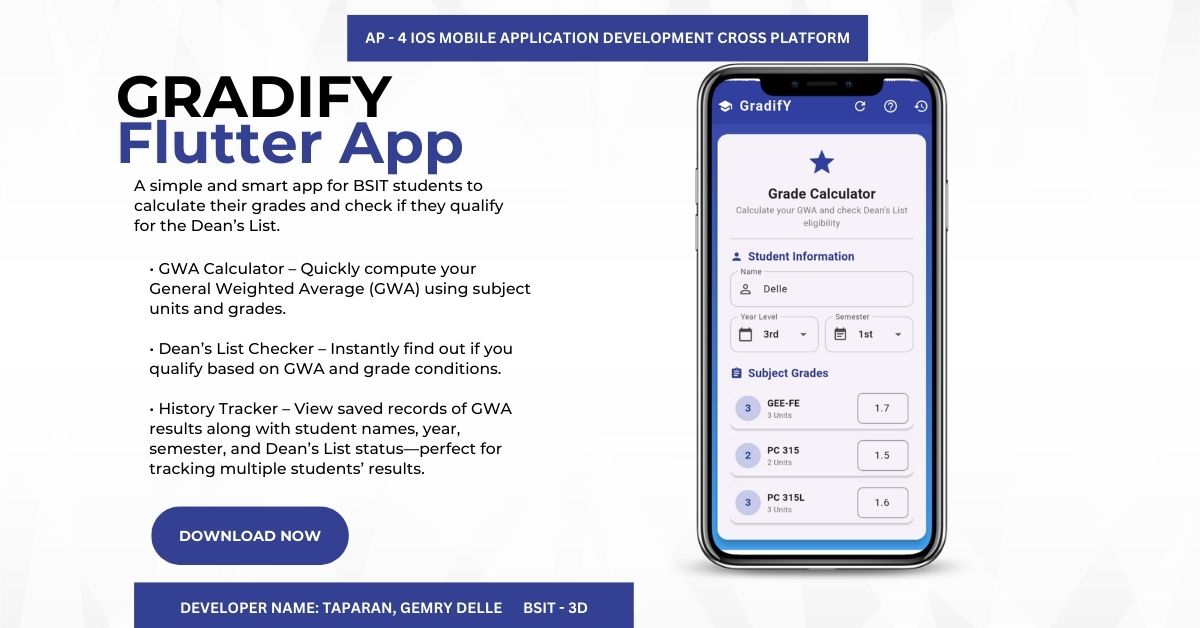 AP - 4 IOS MOBILE APPLICATION DEVELOPMENT CROSS PLATFORM
GRADIFY
Flutter App
A simple and smart app for BSIT students to
calculate their grades and check if they qualify
for the Dean’s List.
• GWA Calculator – Quickly compute your
General Weighted Average (GWA) using subject
units and grades.
• Dean’s List Checker – Instantly find out if you
qualify based on GWA and grade conditions.
• History Tracker – View saved records of GWA
results along with student names, year,
semester, and Dean’s List status—perfect for
tracking multiple students’ results.
DOWNLOAD NOW
DEVELOPER NAME: TAPARAN, GEMRY DELLE BSIT - 3D
GradifY
Grade Calculator
Calculate your GWA and check Dean's List
eligibility
Student Information
Name
Delle
Year Level
3rd
Semester
1st
Subject Grades
3
GEE-FE
3 Units
1.7
2
PC 315
2 Units
1.5
3
PC 315L
3 Units
1.6